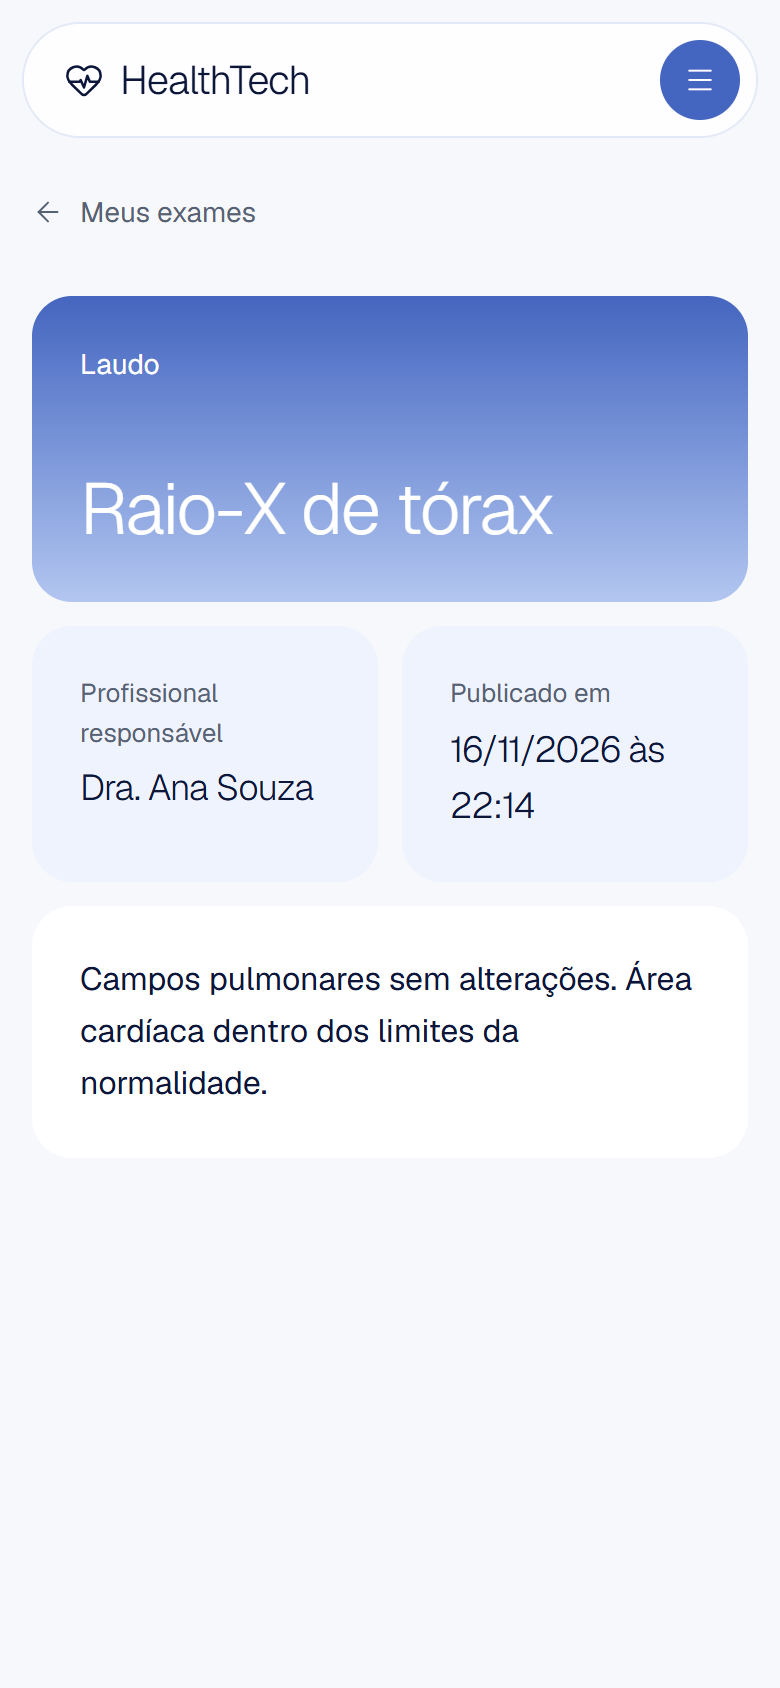 HealthTech
Meus exames
Laudo
Raio-X de tórax
Profissional
responsável
Dra. Ana Souza
Publicado em
16/11/2026 às
22:14
Campos pulmonares sem alterações. Área
cardíaca dentro dos limites da
normalidade.